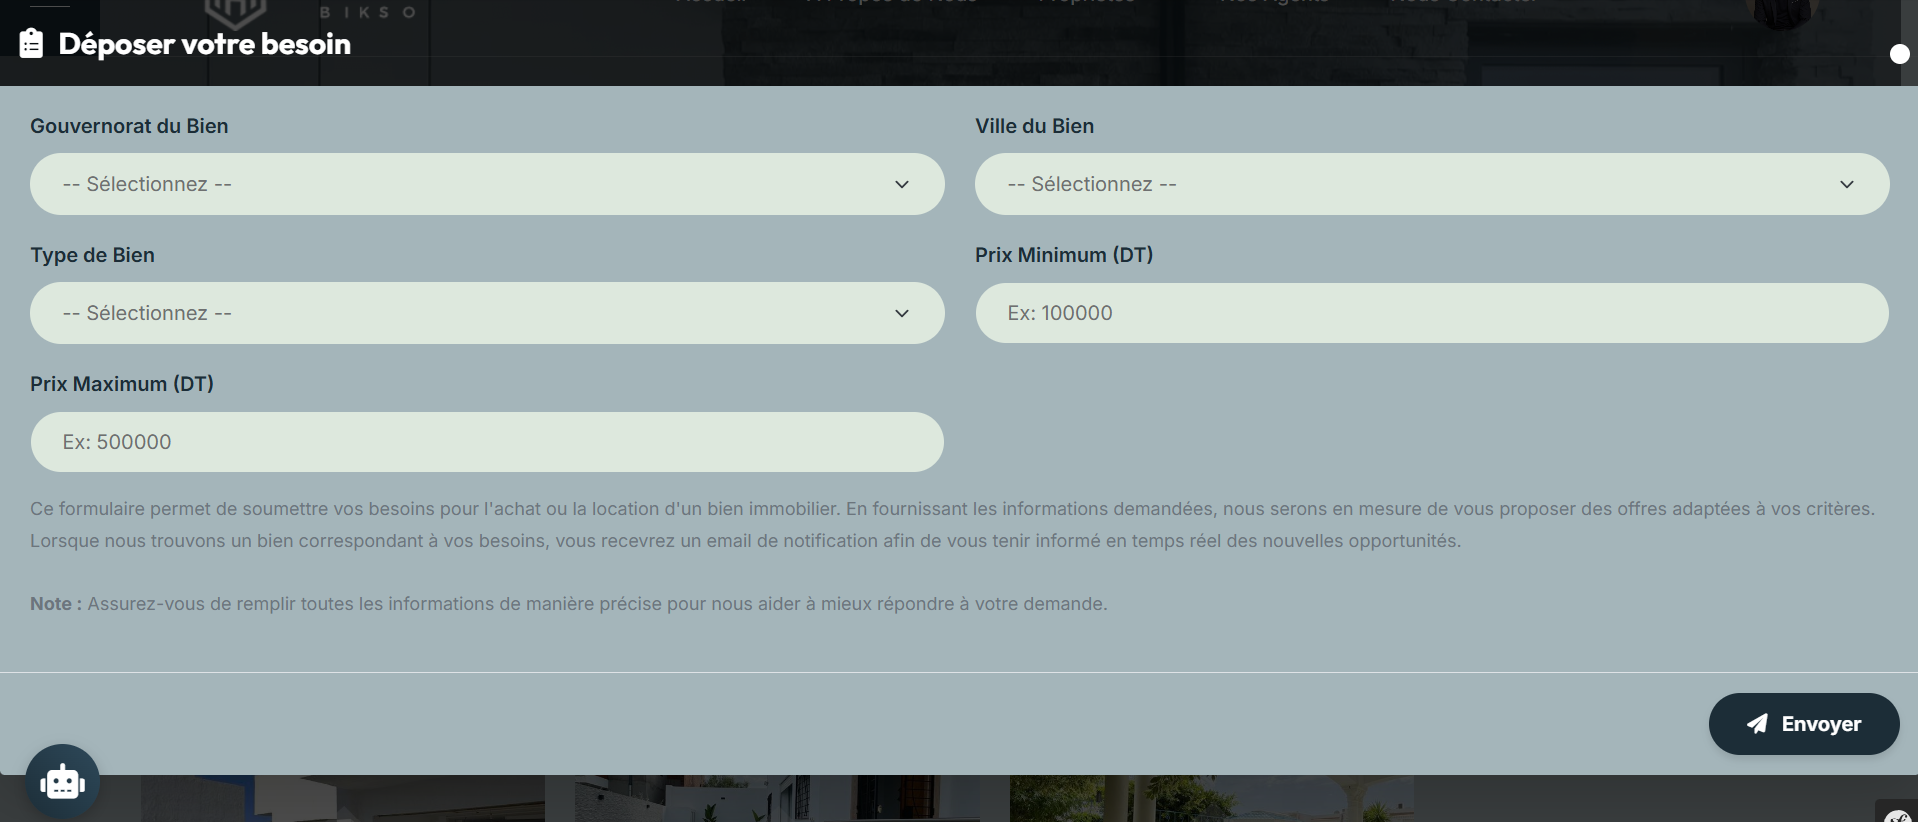 BIKSO
Déposer votre besoin
Gouvernorat du Bien
Ville du Bien
-- Sélectionnez --
-- Sélectionnez --
Type de Bien
Prix Minimum (DT)
-- Sélectionnez --
Ex: 100000
Prix Maximum (DT)
Ex: 500000
Ce formulaire permet de soumettre vos besoins pour l'achat ou la location d'un bien immobilier. En fournissant les informations demandées, nous serons en mesure de vous proposer des offres adaptées à vos critères.
Lorsque nous trouvons un bien correspondant à vos besoins, vous recevrez un email de notification afin de vous tenir informé en temps réel des nouvelles opportunités.
Note : Assurez-vous de remplir toutes les informations de manière précise pour nous aider à mieux répondre à votre demande.
Envoyer